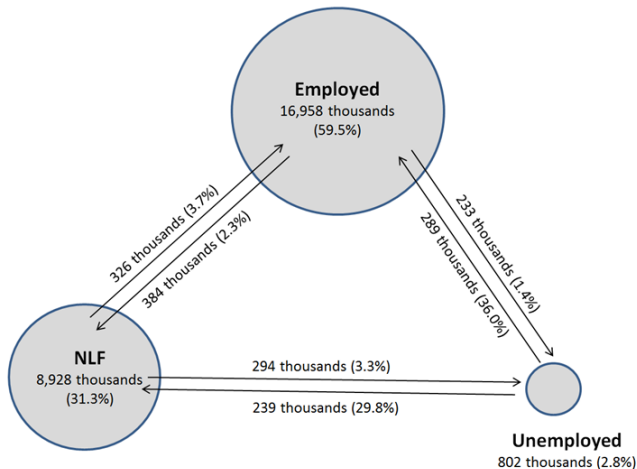 Employed
16,958 thousands
(59.5%)
326 thousands (3.7%)
384 thousands (2.3%)
233 thousands (1.4%)
289 thousands (36.0%)
NLF
8,928 thousands
(31.3%)
294 thousands (3.3%)
239 thousands (29.8%)
Unemployed
802 thousands (2.8%)